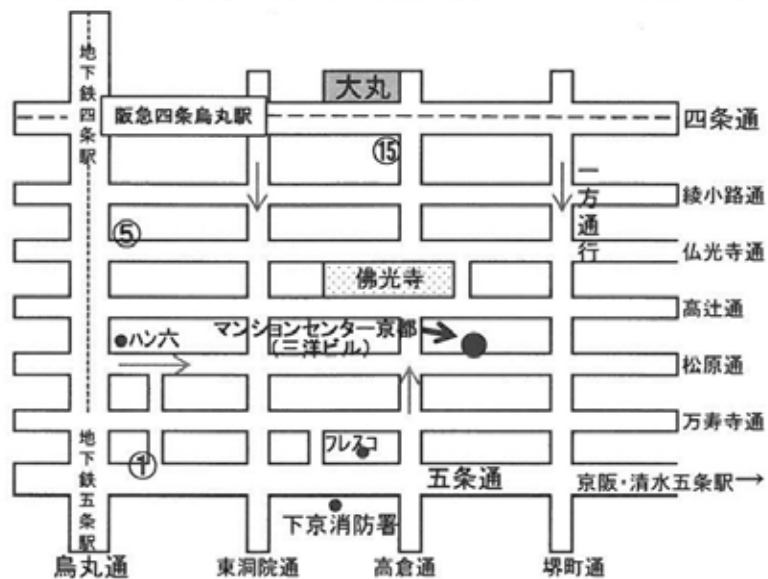 地下鉄四条駅
大丸
阪急四条烏丸駅
四条通
⑮
一方通行
綾小路通
⑤
仏光寺通
佛光寺
高辻通
ハン六
マンションセンター京都
(三洋ビル)
松原通
万寿寺通
地下鉄五条駅
フレスコ
①
五条通
京阪・清水五条駅→
下京消防署
烏丸通
東洞院通
高倉通
堺町通